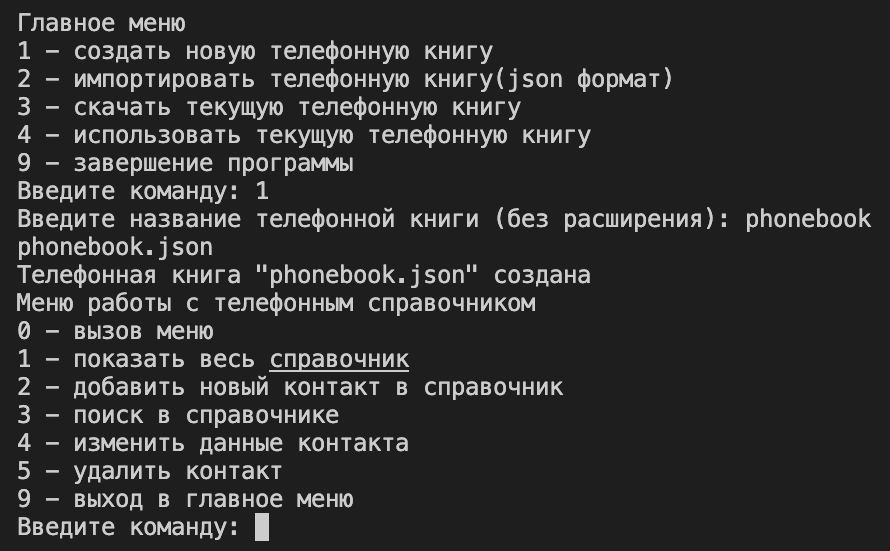 Главное меню
1 – создать новую телефонную книгу
2 – импортировать телефонную книгу(json формат)
3 – скачать текущую телефонную книгу
4 – использовать текущую телефонную книгу
9 – завершение программы
Введите команду: 1
Введите название телефонной книги (без расширения): phonebook
phonebook.json
Телефонная книга "phonebook.json" создана
Меню работы с телефонным справочником
0 – вызов меню
1 – показать весь справочник
2 – добавить новый контакт в справочник
3 – поиск в справочнике
4 – изменить данные контакта
5 – удалить контакт
9 – выход в главное меню
Введите команду: